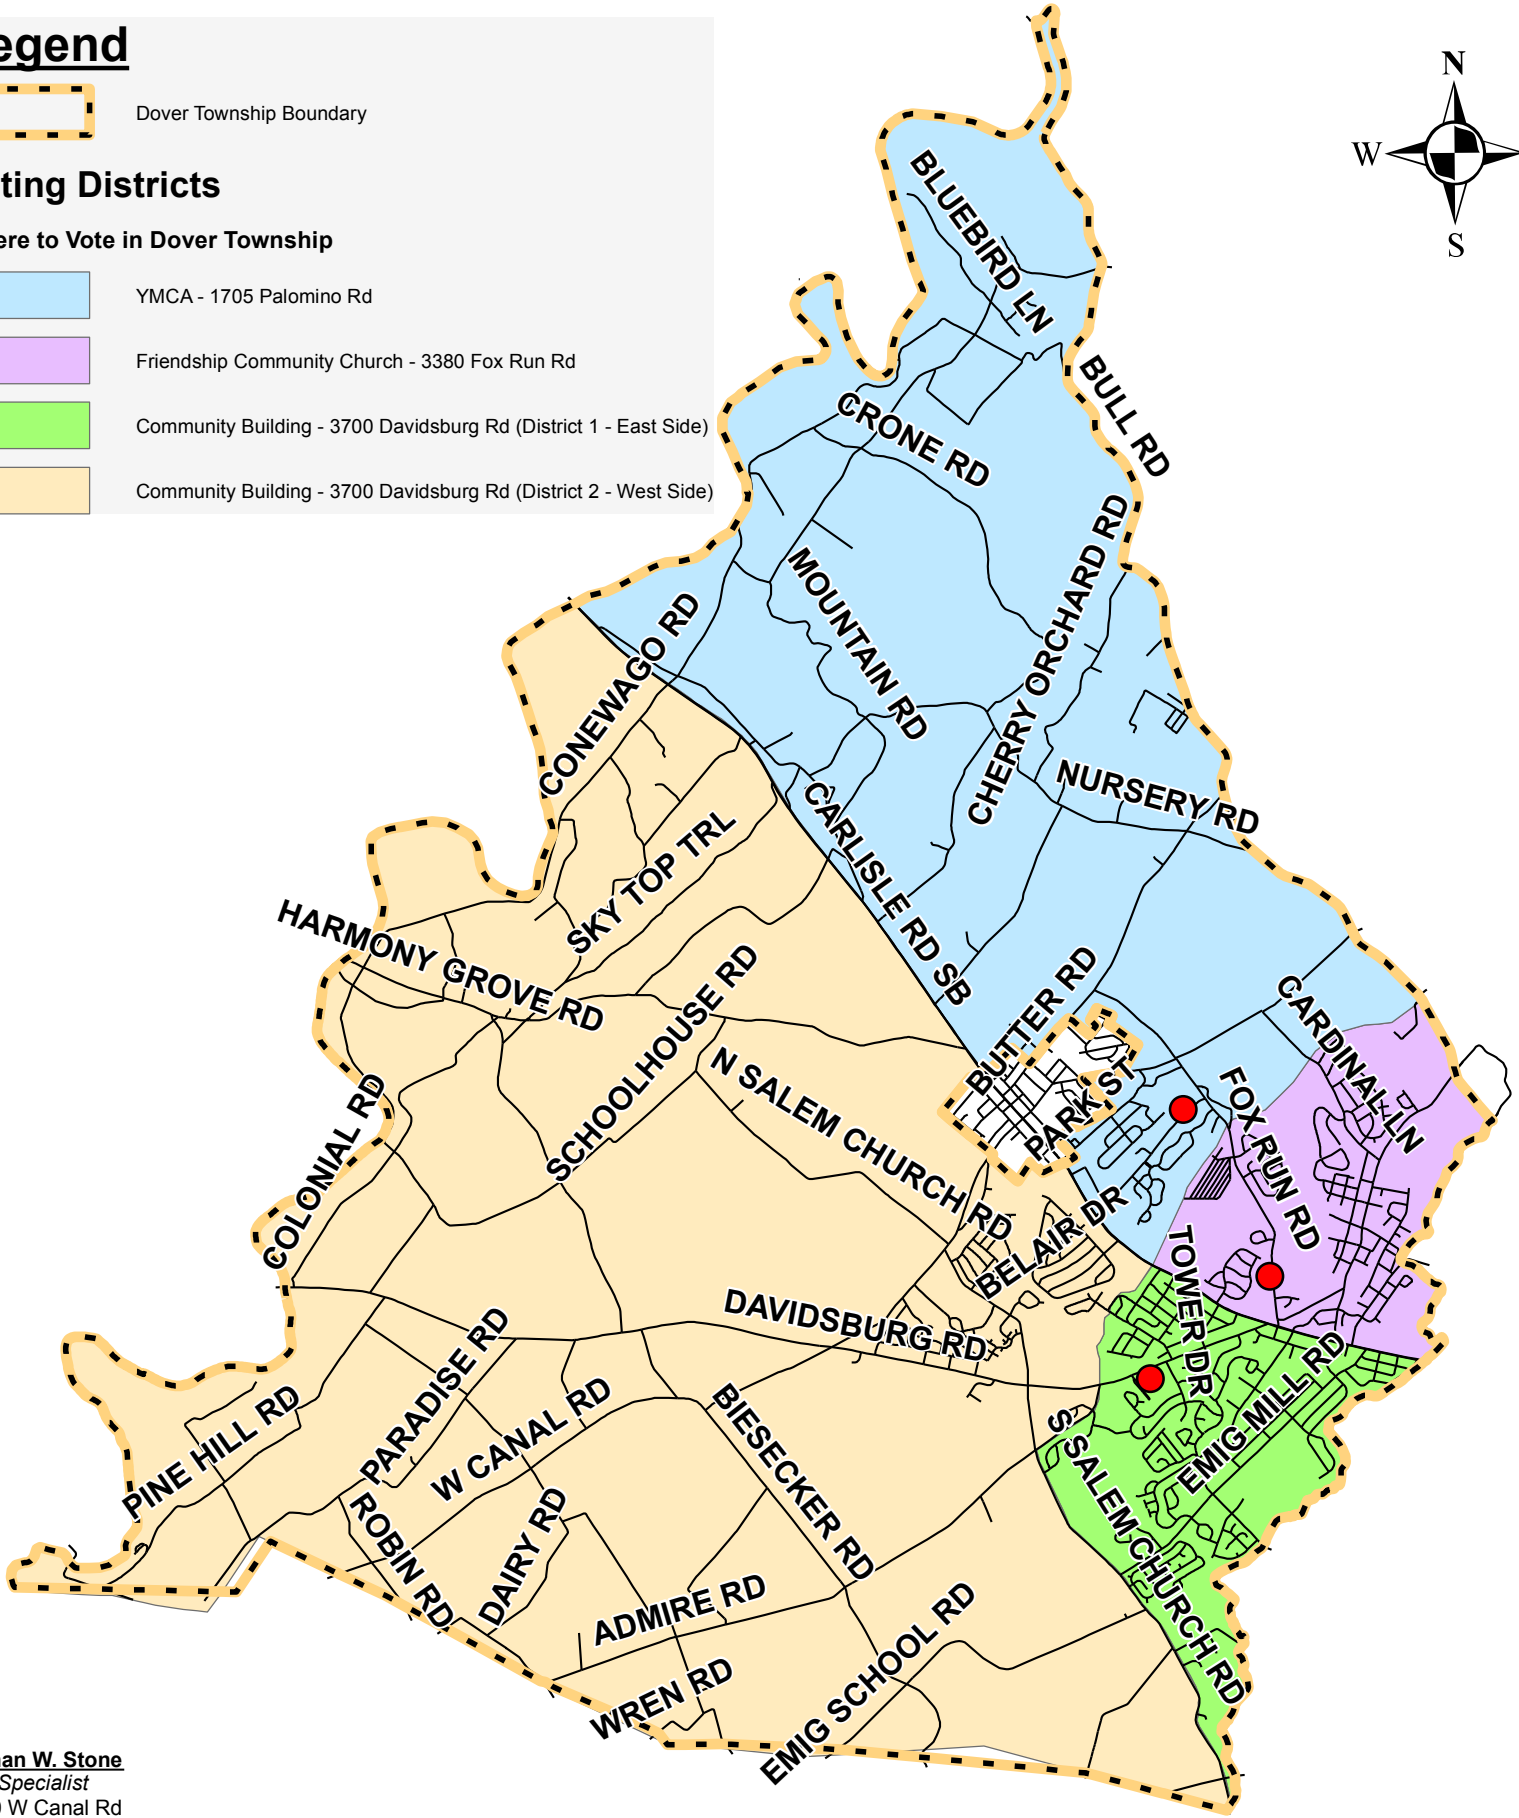 egend
Dover Township Boundary
ting Districts
ere to Vote in Dover Township
YMCA - 1705 Palomino Rd
Friendship Community Church - 3380 Fox Run Rd
Community Building - 3700 Davidsburg Rd (District 1 - East Side)
Community Building - 3700 Davidsburg Rd (District 2 - West Side)
N
W
S
BLUEBIRD LN
BULL RD
CRONE RD
CHERRY ORCHARD RD
MOUNTAIN RD
CONEWAGO RD
NURSERY RD
CARLISLE RD SB
SKY TOP TRL
HARMONY GROVE RD
SCHOOLHOUSE RD
BUTTER RD
CARDINAL LN
N SALEM CHURCH RD
PARK ST
FOX RUN RD
COLONIAL RD
BELAIR DR
TOWER DR
DAVIDSBURG RD
PARADISE RD
EMIG MILL RD
PINE HILL RD
W CANAL RD
BIESECKER RD
S SALEM CHURCH RD
ROBIN RD
DAIRY RD
ADMIRE RD
EMIG SCHOOL RD
WREN RD
an W. Stone
Specialist
W Canal Rd